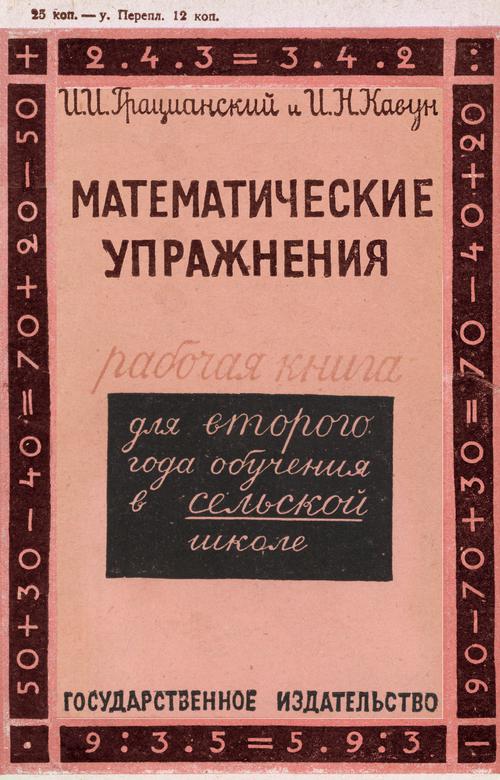 25 коп. — у. Перепл. 12 коп.
+ 2.4.3=3.4.2 :
И.И.Грацианский и И.Н.Кавун
МАТЕМАТИЧЕСКИЕ
УПРАЖНЕНИЯ
рабочая книга
для второго
года обучения
в сельской
школе
50+30−40=70+20−50
90−70+30=70−40+20
ГОСУДАРСТВЕННОЕ ИЗДАТЕЛЬСТВО
. 9:3.5=5.9:3 −